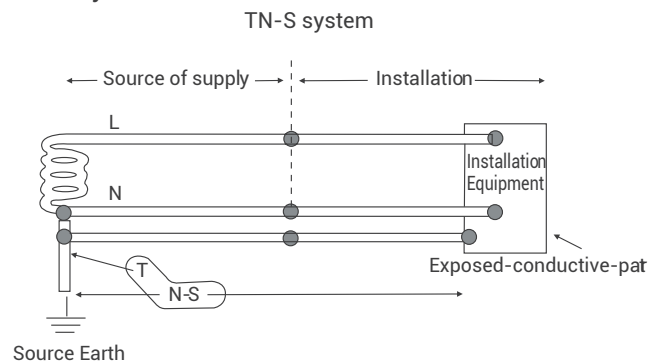 TN-S system
Source of supply
Installation
L
Installation
Equipment
N
Exposed-conductive-pat
T
N-S
Source Earth